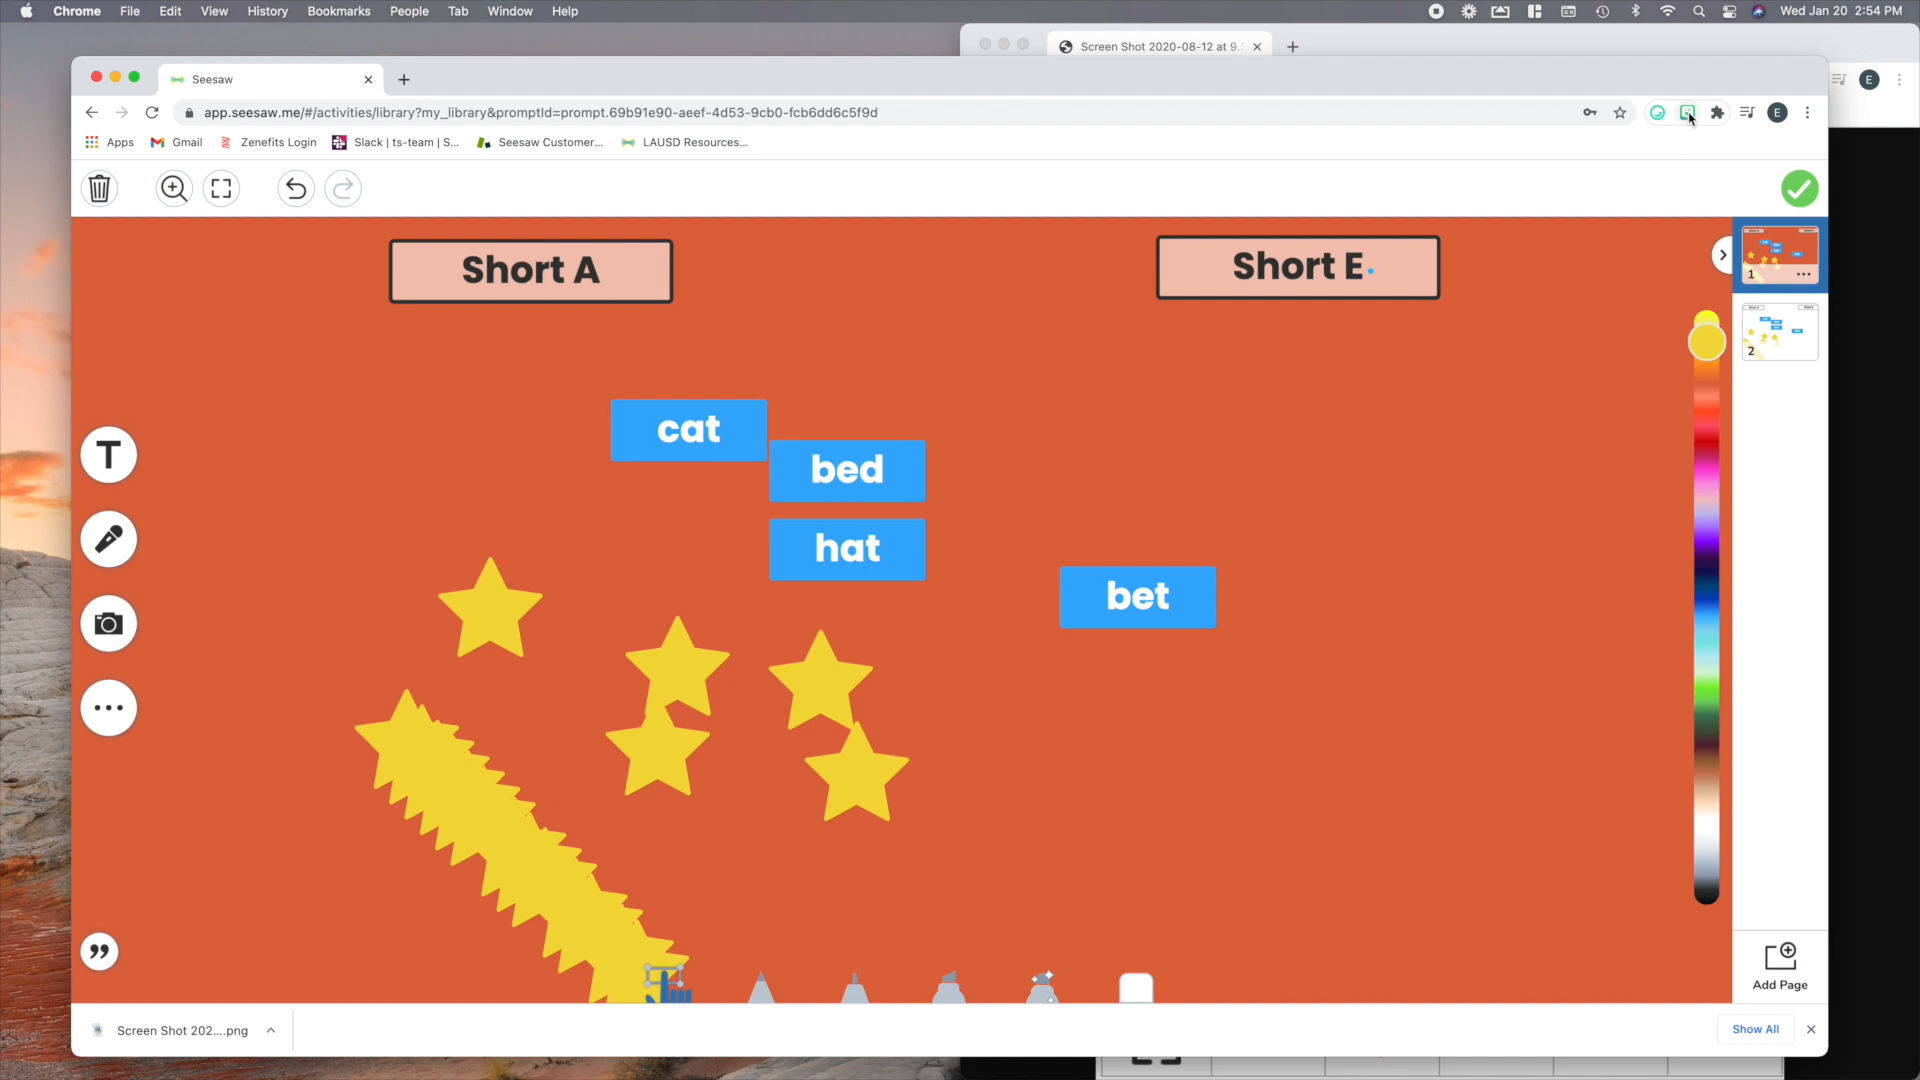 Chrome File Edit View History Bookmarks People Tab Window Help Wed Jan 20 2:54 PM
Screen Shot 2020-08-12 at 9.
Seesaw
E
app.seesaw.me/#/activities/library?my_library&promptId=prompt.69b91e90-aeef-4d53-9cb0-fcb6dd6c5f9d E
Apps Gmail Zenefits Login Slack | ts-team | S... Seesaw Customer... LAUSD Resources...
Short A
Short E
1
2
cat
bed
hat
bet
T
Add Page
Screen Shot 202....png
Show All